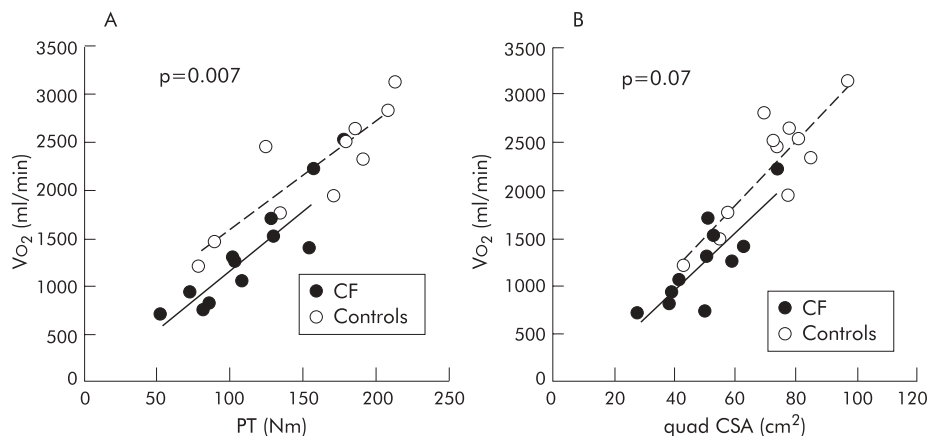 A
3500
3000
2500
2000
1500
1000
500
0
VO₂ (ml/min)
p=0.007
CF
Controls
0 50 100 150 200 250
PT (Nm)
B
3500
3000
2500
2000
1500
1000
500
0
VO₂ (ml/min)
p=0.07
CF
Controls
0 20 40 60 80 100 120
quad CSA (cm²)